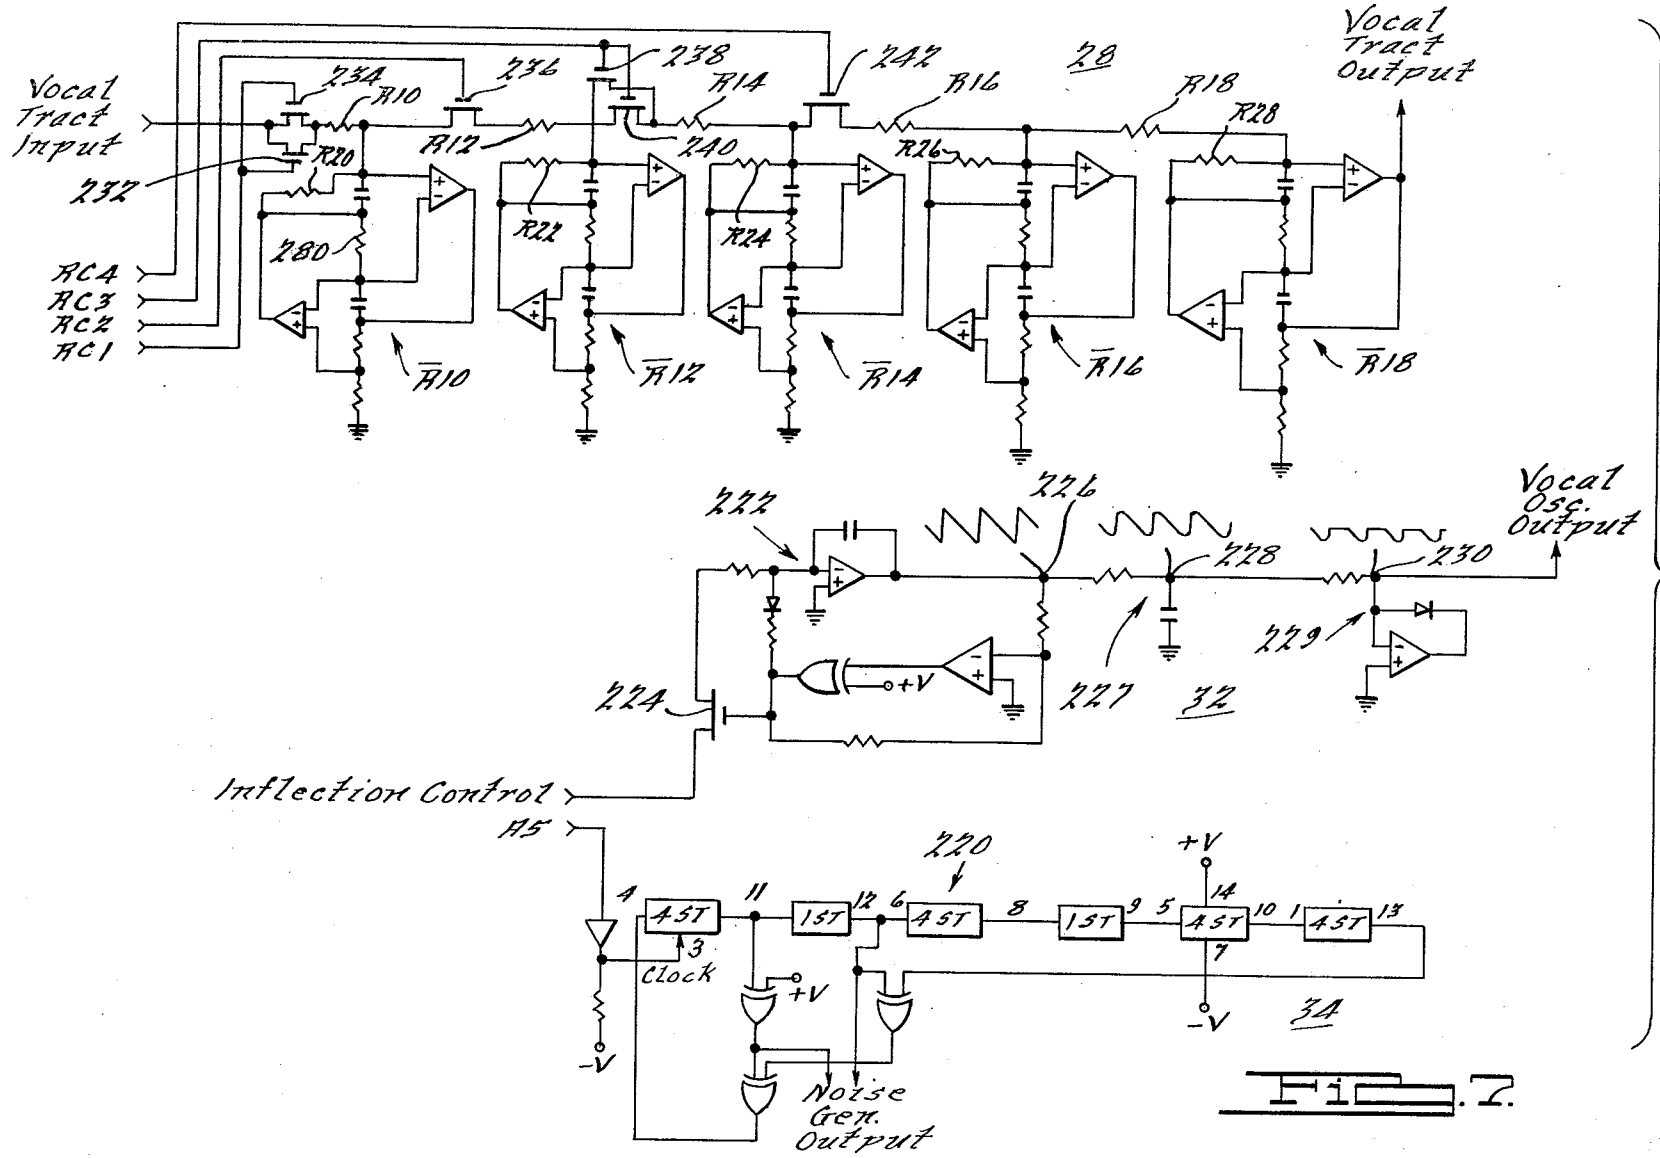 Vocal
Tract
Input
234
R10
236
238
R14
242
R16
28
R18
R28
Vocal
Tract
Output
232
R20
R12
240
R26
280
R22
R24
RC4
RC3
RC2
RC1
R10
R12
R14
R16
R18
+
-
222
226
228
230
Vocal
Osc.
Output
229
227
32
224
+V
Inflection Control
A5
220
+V
4
4ST
11
1ST
12
6
4ST
8
1ST
9
5
14
4ST
10
1
4ST
13
3
Clock
7
+V
-V
-V
34
Noise
Gen.
Output
Fig. 7.